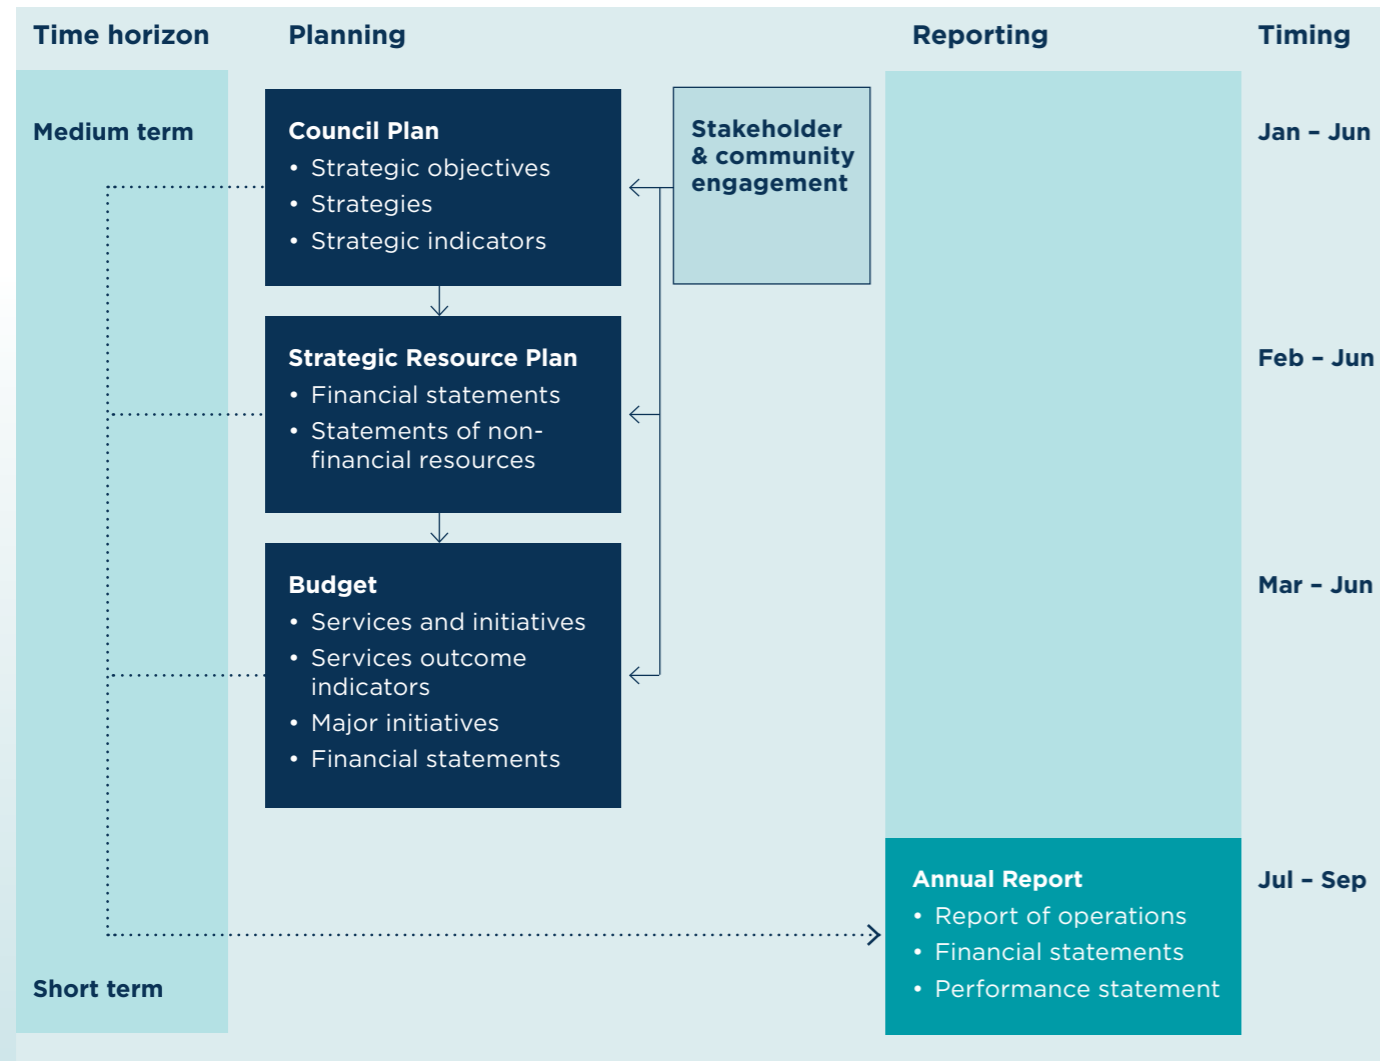 Time horizon
Planning
Reporting
Timing
Medium term
Council Plan
• Strategic objectives
• Strategies
• Strategic indicators
Stakeholder
& community
engagement
Jan – Jun
Strategic Resource Plan
• Financial statements
• Statements of non-
financial resources
Feb – Jun
Budget
• Services and initiatives
• Services outcome
indicators
• Major initiatives
• Financial statements
Mar – Jun
Annual Report
• Report of operations
• Financial statements
• Performance statement
Jul – Sep
Short term